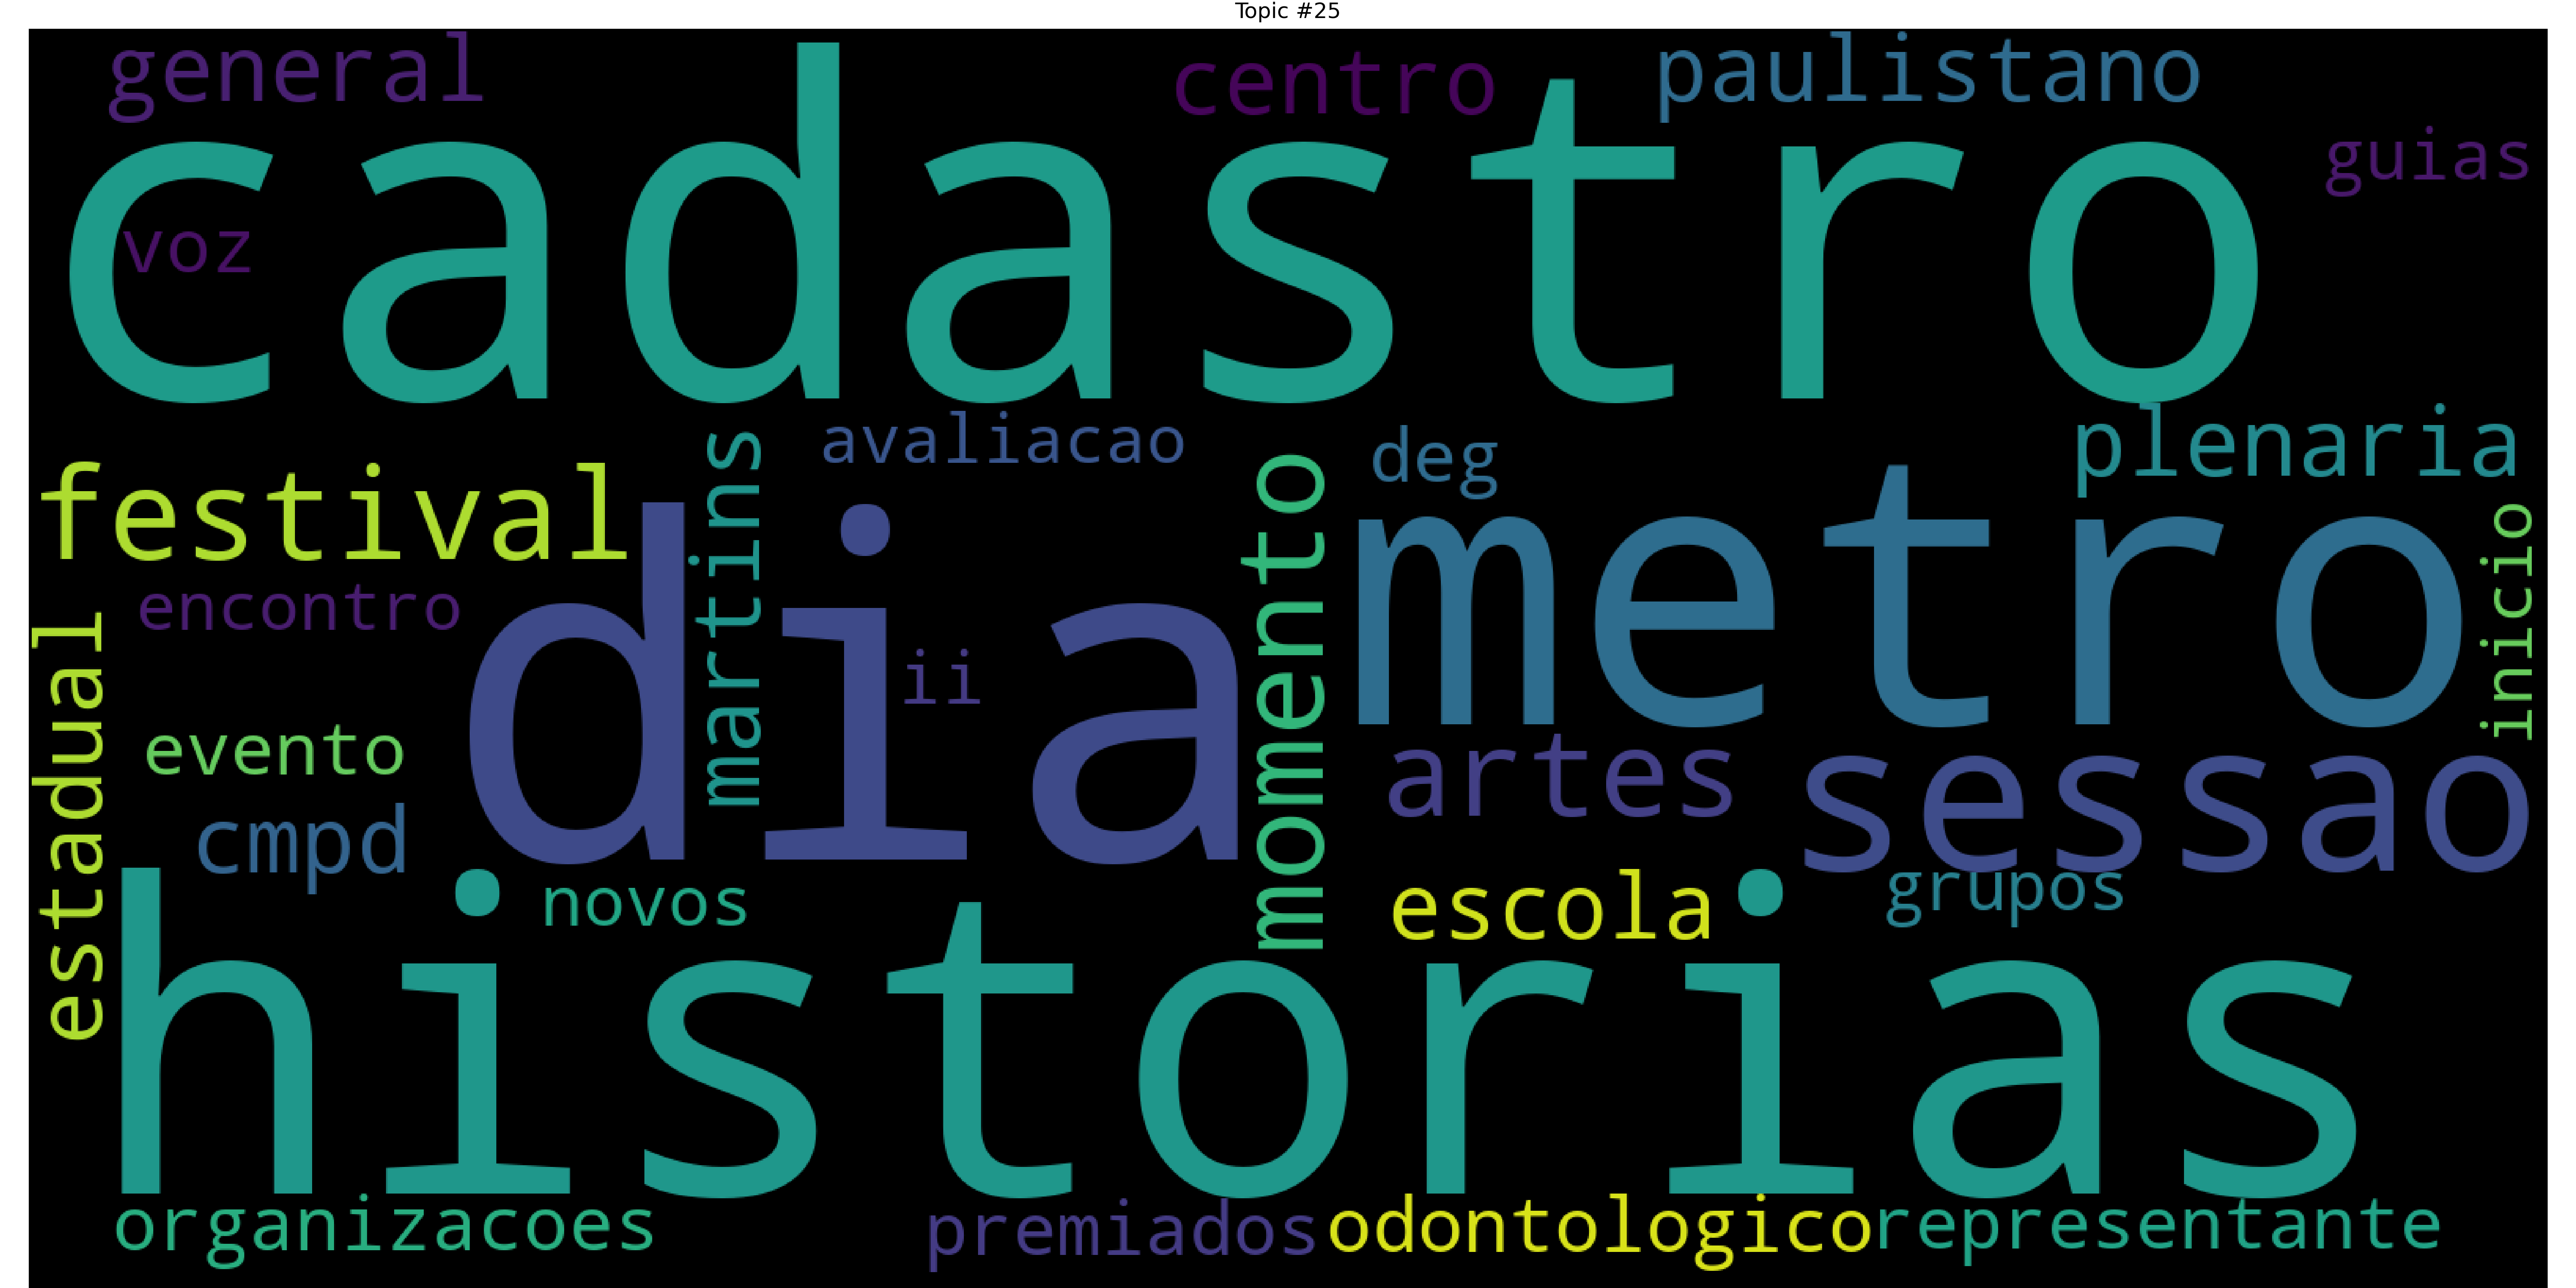 Topic #25
general
centro
paulistano
cadastro
guias
voz
avaliacao
martins
momento
deg
plenaria
festival
metro
inicio
encontro
dia
ii
estadual
evento
artes
sessao
cmpd
novos
escola
grupos
historias
organizacoes
premiados
odontologico
representante